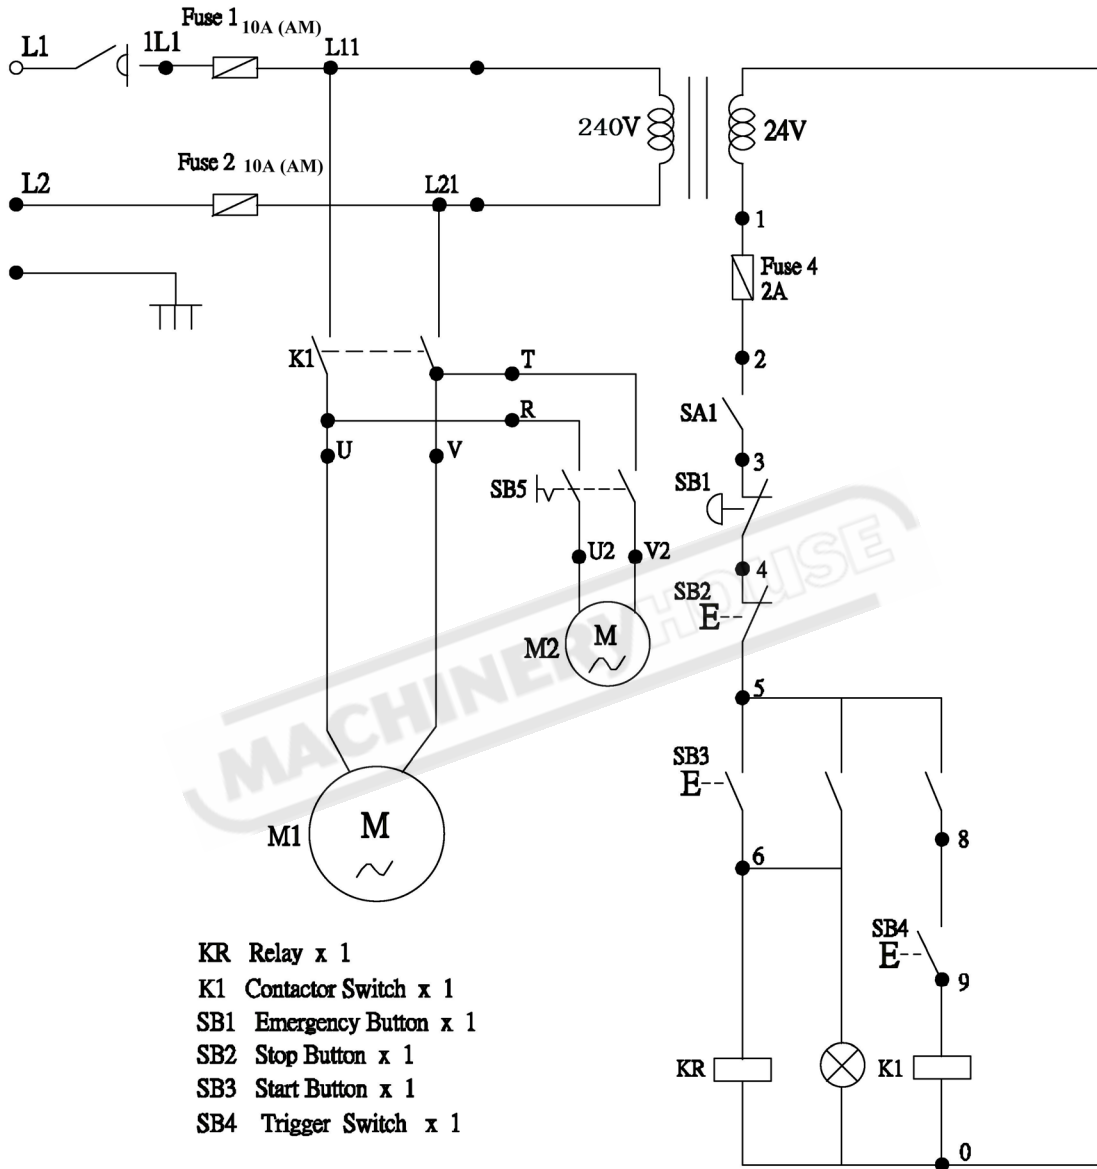 Fuse 1 10A (AM)
L1
1L1
L11
240V
24V
Fuse 2 10A (AM)
L2
L21
1
Fuse 4
2A
2
K1
T
SA1
R
U
V
3
SB1
SB5
U2
V2
4
SB2
E
M2
M
MACHINERYHOUSE
5
SB3
E
M1
M
8
6
SB4
E
9
KR
K1
0
KR Relay x 1
K1 Contactor Switch x 1
SB1 Emergency Button x 1
SB2 Stop Button x 1
SB3 Start Button x 1
SB4 Trigger Switch x 1